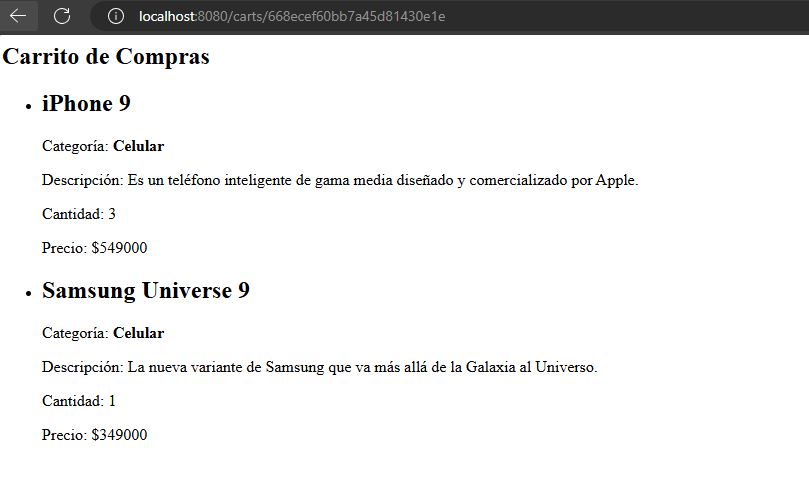 localhost:8080/carts/668ecef60bb7a45d81430e1e
Carrito de Compras
iPhone 9
Categoría: Celular
Descripción: Es un teléfono inteligente de gama media diseñado y comercializado por Apple.
Cantidad: 3
Precio: $549000
Samsung Universe 9
Categoría: Celular
Descripción: La nueva variante de Samsung que va más allá de la Galaxia al Universo.
Cantidad: 1
Precio: $349000